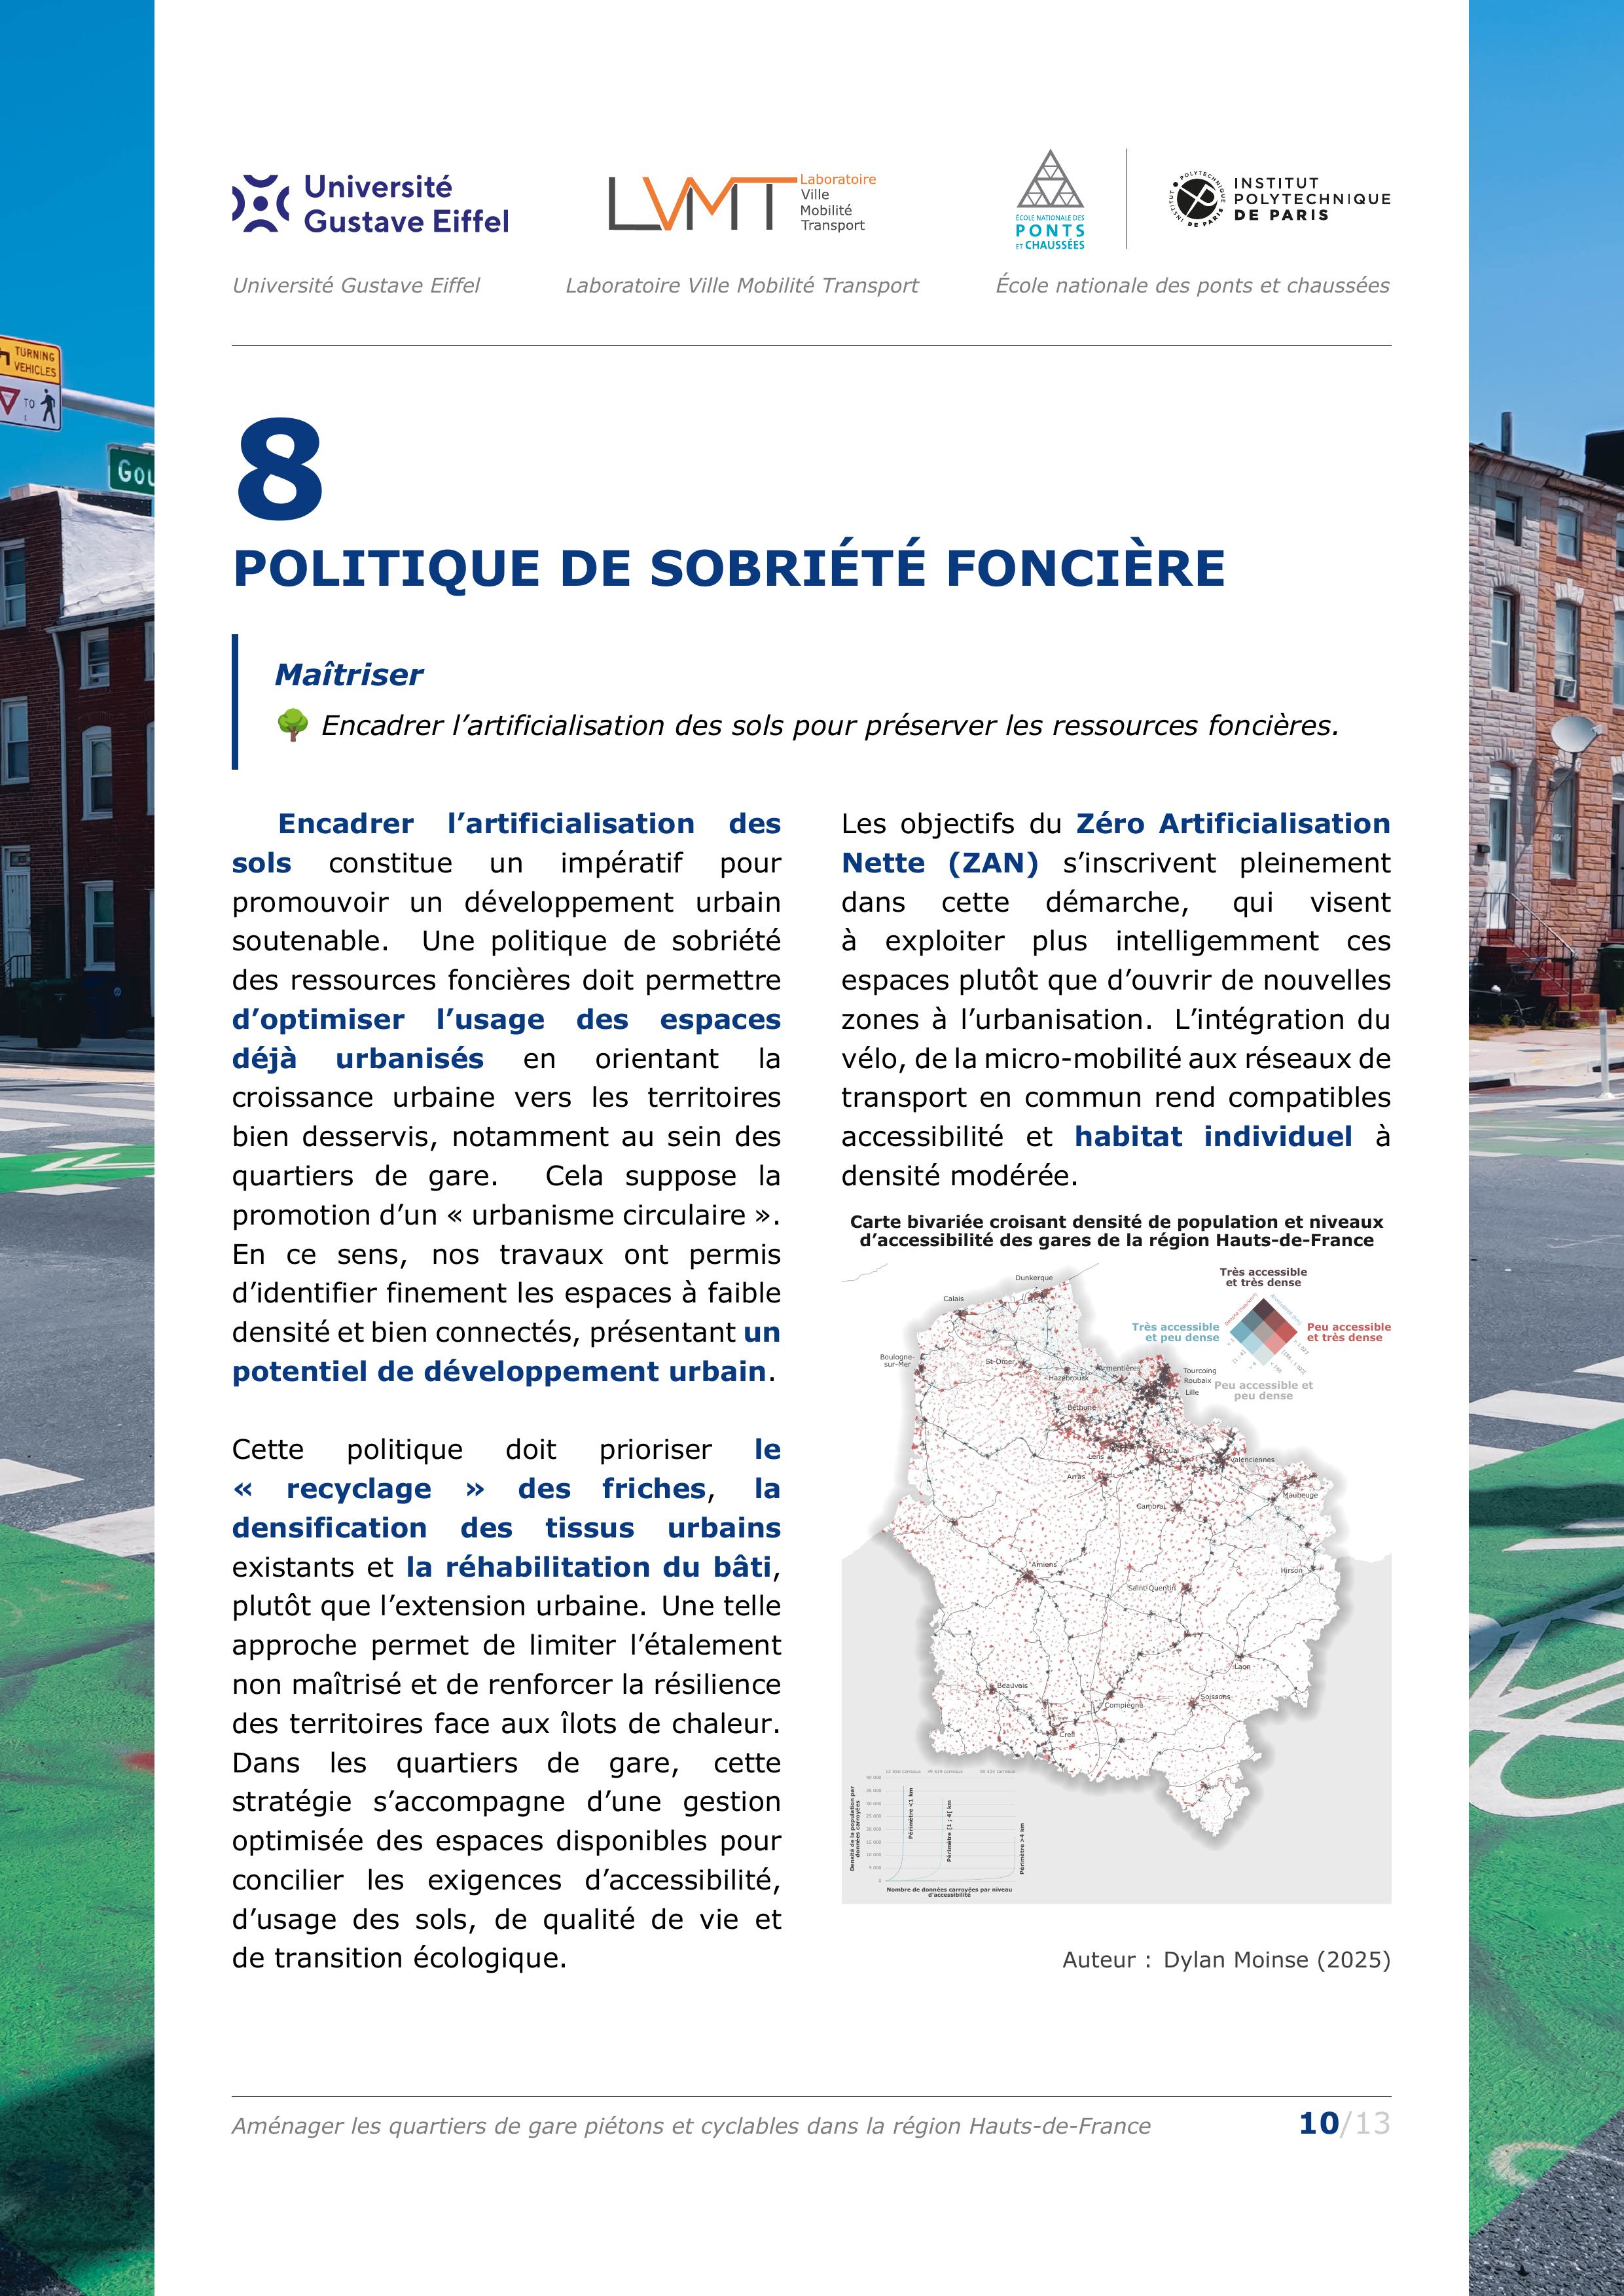 TURNING
VEHICLES
TO
Gou
Université
Gustave Eiffel
LVMT
Laboratoire
Ville
Mobilité
Transport
ÉCOLE NATIONALE DES
PONTS
ET CHAUSSÉES
INSTITUT
POLYTECHNIQUE
DE PARIS
Université Gustave Eiffel
Laboratoire Ville Mobilité Transport
École nationale des ponts et chaussées
8
POLITIQUE DE SOBRIÉTÉ FONCIÈRE
Maîtriser
Encadrer l’artificialisation des sols pour préserver les ressources foncières.
Encadrer l’artificialisation des
sols constitue un impératif pour
promouvoir un développement urbain
soutenable. Une politique de sobriété
des ressources foncières doit permettre
d’optimiser l’usage des espaces
déjà urbanisés en orientant la
croissance urbaine vers les territoires
bien desservis, notamment au sein des
quartiers de gare. Cela suppose la
promotion d’un « urbanisme circulaire ».
En ce sens, nos travaux ont permis
d’identifier finement les espaces à faible
densité et bien connectés, présentant un
potentiel de développement urbain.
Cette politique doit prioriser le
« recyclage » des friches, la
densification des tissus urbains
existants et la réhabilitation du bâti,
plutôt que l’extension urbaine. Une telle
approche permet de limiter l’étalement
non maîtrisé et de renforcer la résilience
des territoires face aux îlots de chaleur.
Dans les quartiers de gare, cette
stratégie s’accompagne d’une gestion
optimisée des espaces disponibles pour
concilier les exigences d’accessibilité,
d’usage des sols, de qualité de vie et
de transition écologique.
Les objectifs du Zéro Artificialisation
Nette (ZAN) s’inscrivent pleinement
dans cette démarche, qui visent
à exploiter plus intelligemment ces
espaces plutôt que d’ouvrir de nouvelles
zones à l’urbanisation. L’intégration du
vélo, de la micro-mobilité aux réseaux de
transport en commun rend compatibles
accessibilité et habitat individuel à
densité modérée.
Carte bivariée croisant densité de population et niveaux
d’accessibilité des gares de la région Hauts-de-France
Très accessible
et très dense
Très accessible
et peu dense
Peu accessible
et très dense
Peu accessible et
peu dense
Dunkerque
Calais
Boulogne-
sur-Mer
St-Omer
Hazebrouck
Armentières
Tourcoing
Roubaix
Lille
Béthune
Lens
Douai
Valenciennes
Arras
Maubeuge
Cambrai
Amiens
Hirson
Saint-Quentin
Laon
Beauvais
Compiègne
Soissons
Creil
Densité de la population par
données carroyées
40 000
35 000
30 000
25 000
20 000
15 000
10 000
5 000
0
Périmètre <1 km
Périmètre [1 ; 4[ km
Périmètre >4 km
Nombre de données carroyées par niveau
d’accessibilité
Auteur : Dylan Moinse (2025)
Aménager les quartiers de gare piétons et cyclables dans la région Hauts-de-France
10/13